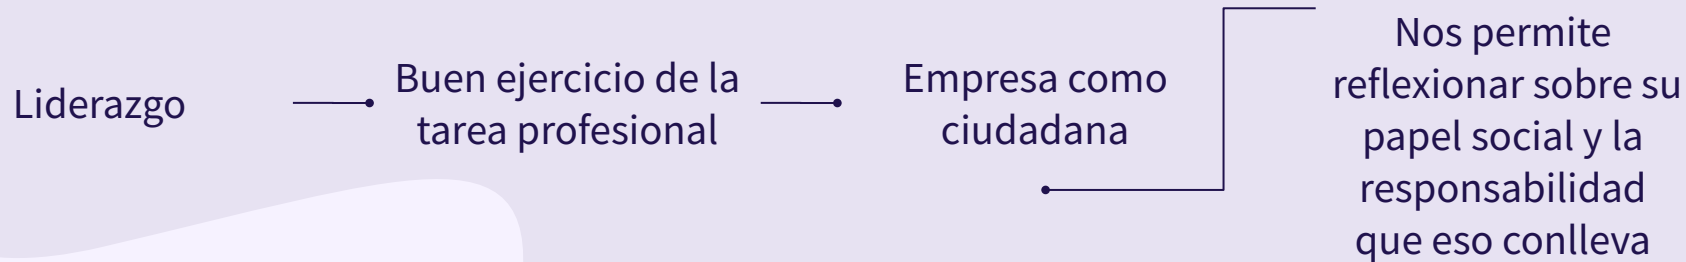 Liderazgo
Buen ejercicio de la
tarea profesional
Empresa como
ciudadana
Nos permite
reflexionar sobre su
papel social y la
responsabilidad
que eso conlleva